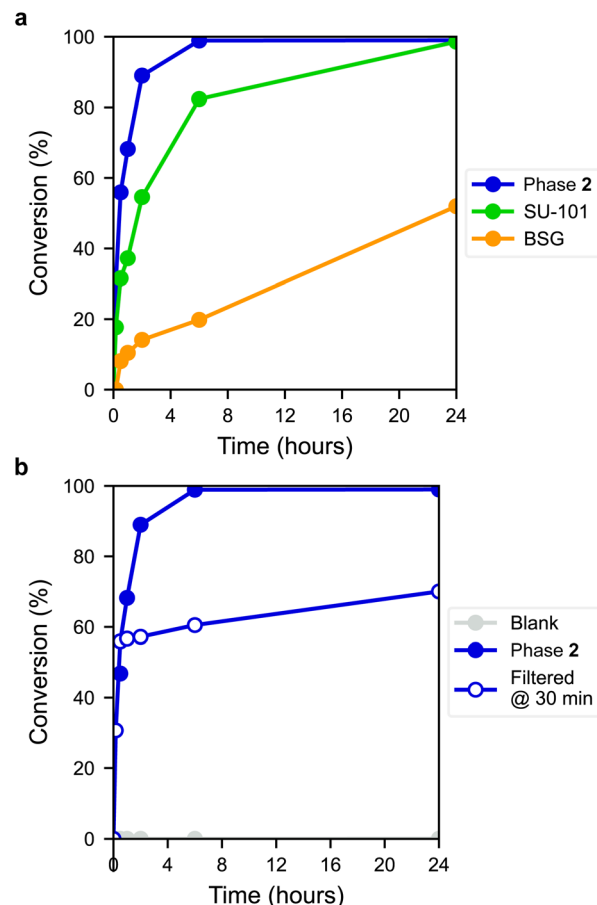 a
100
80
60
40
20
0
Conversion (%)
0 4 8 12 16 20 24
Time (hours)
Phase 2
SU-101
BSG
b
100
80
60
40
20
0
Conversion (%)
0 4 8 12 16 20 24
Time (hours)
Blank
Phase 2
Filtered
@ 30 min